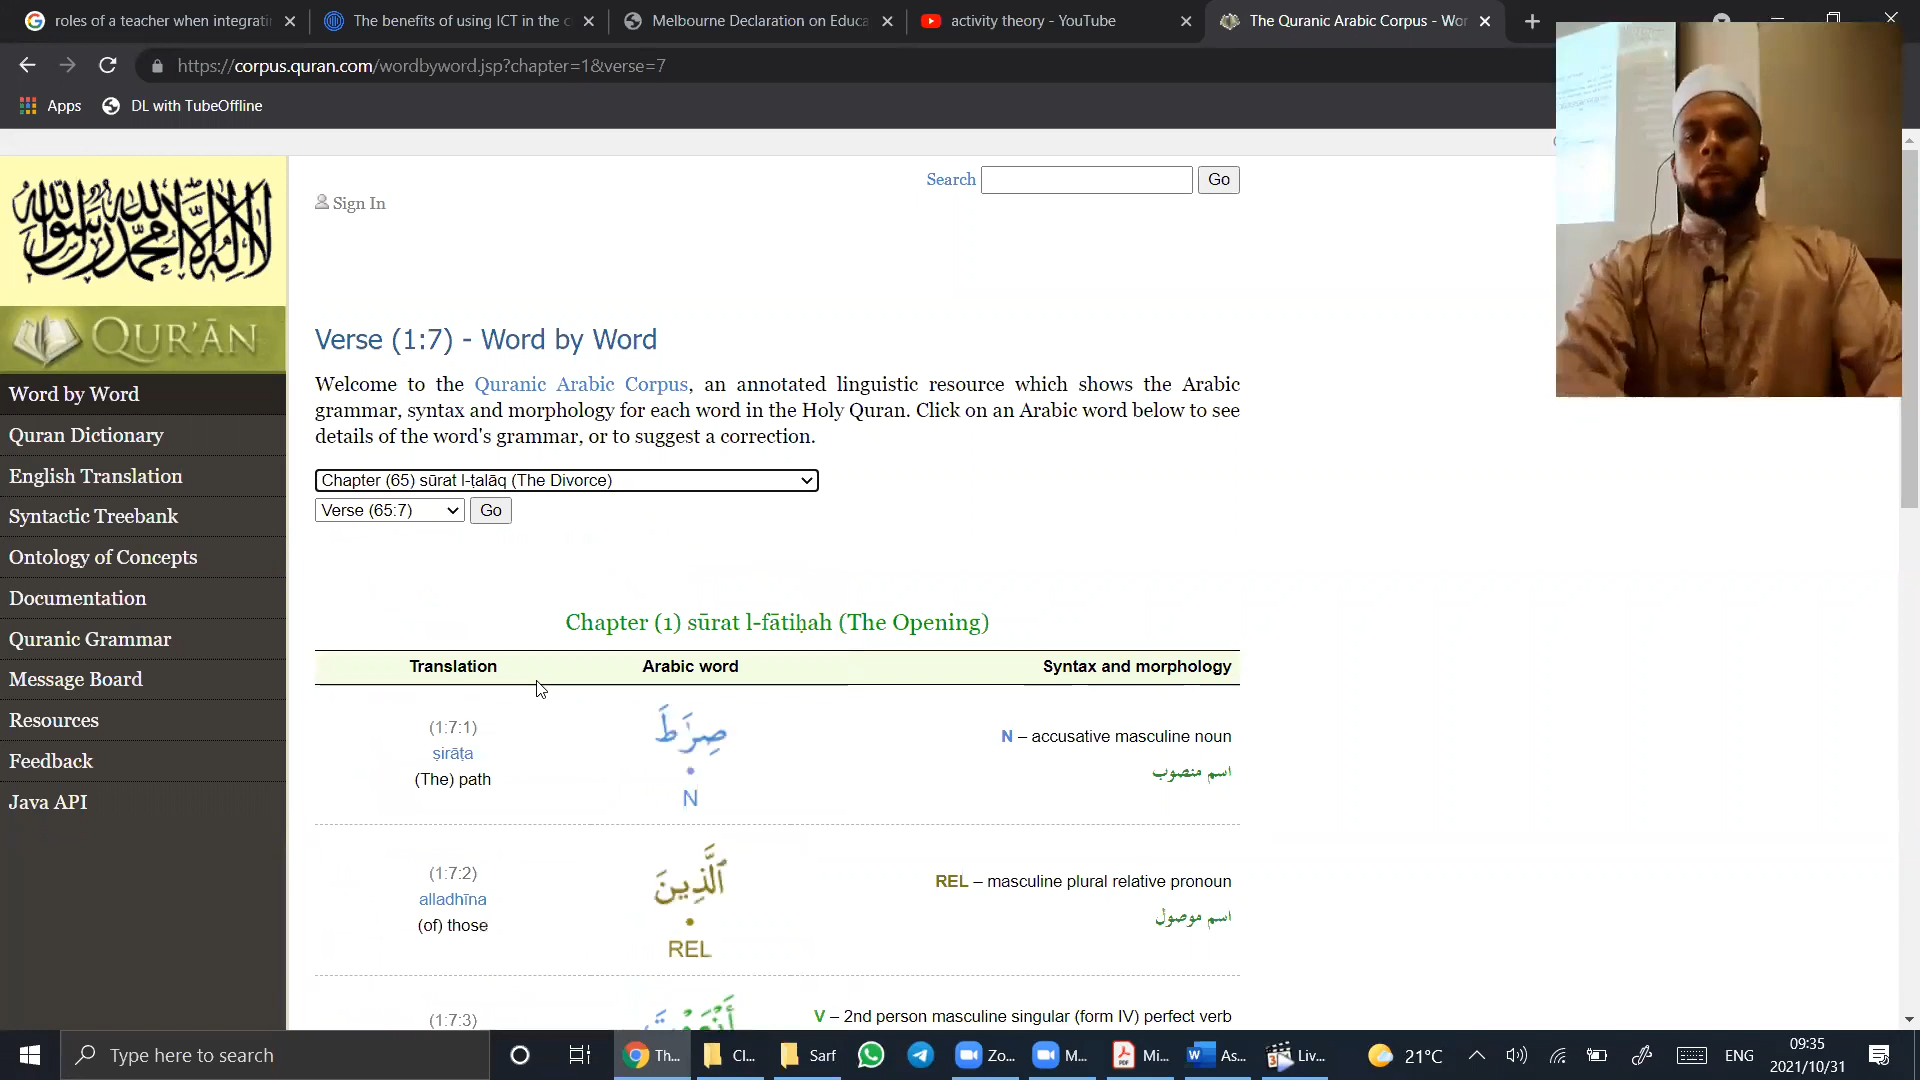 roles of a teacher when integrati
The benefits of using ICT in the c
Melbourne Declaration on Educa
activity theory - YouTube
The Quranic Arabic Corpus - Wor
https://corpus.quran.com/wordbyword.jsp?chapter=1&verse=7
Apps
DL with TubeOffline
لا اله الا الله محمد رسول الله
QUR'ĀN
Word by Word
Quran Dictionary
English Translation
Syntactic Treebank
Ontology of Concepts
Documentation
Quranic Grammar
Message Board
Resources
Feedback
Java API
Sign In
Search
Go
Verse (1:7) - Word by Word
Welcome to the Quranic Arabic Corpus, an annotated linguistic resource which shows the Arabic
grammar, syntax and morphology for each word in the Holy Quran. Click on an Arabic word below to see
details of the word's grammar, or to suggest a correction.
Chapter (65) sūrat l-ṭalāq (The Divorce)
Verse (65:7)
Go
Chapter (1) sūrat l-fātiḥah (The Opening)
Translation Arabic word Syntax and morphology
(1:7:1)
ṣirāṭa
(The) path
صِرَٰطَ
N
N – accusative masculine noun
اسم منصوب
(1:7:2)
alladhīna
(of) those
ٱلَّذِينَ
REL
REL – masculine plural relative pronoun
اسم موصول
(1:7:3)
V – 2nd person masculine singular (form IV) perfect verb
Type here to search
Th...
Cl...
Sarf
Zo...
M...
Mi...
As...
Liv...
21°C
ENG
09:35
2021/10/31